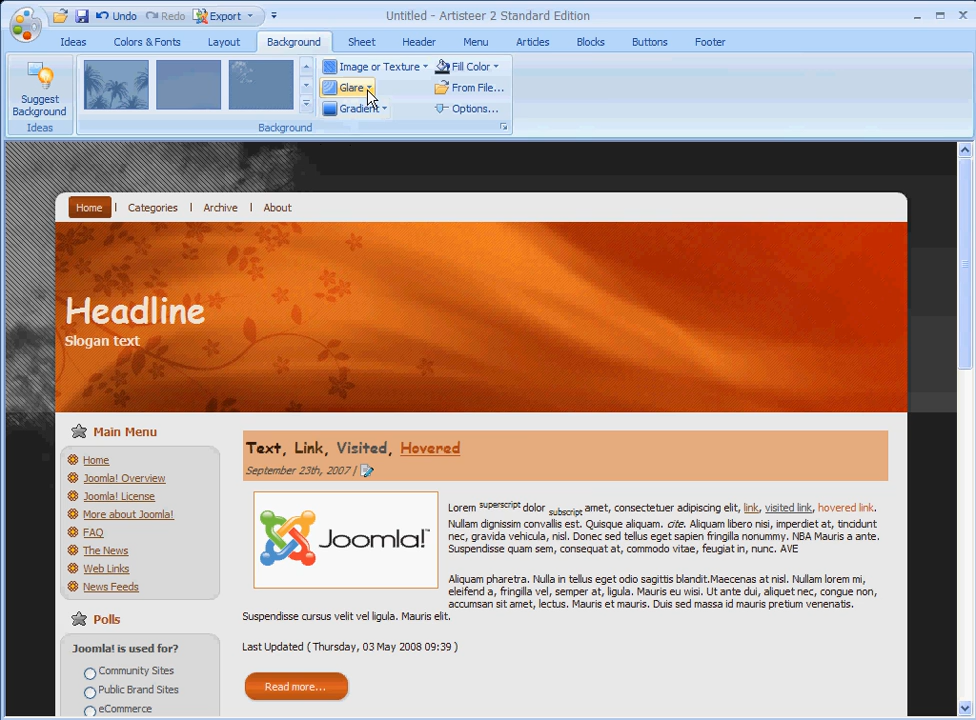 Undo Redo Export Untitled - Artisteer 2 Standard Edition
Ideas Colors & Fonts Layout Background Sheet Header Menu Articles Blocks Buttons Footer
Suggest
Background
Image or Texture Fill Color
Glare From File...
Gradient Options...
Ideas Background
Home Categories Archive About
Headline
Slogan text
Main Menu
Home
Joomla! Overview
Joomla! License
More about Joomla!
FAQ
The News
Web Links
News Feeds
Polls
Joomla! is used for?
Community Sites
Public Brand Sites
eCommerce
Text, Link, Visited, Hovered
September 23th, 2007 |
Joomla!™
Lorem superscript dolor subscript amet, consectetuer adipiscing elit, link, visited link, hovered link.
Nullam dignissim convallis est. Quisque aliquam. cite. Aliquam libero nisi, imperdiet at, tincidunt
nec, gravida vehicula, nisl. Donec sed tellus eget sapien fringilla nonummy. NBA Mauris a ante.
Suspendisse quam sem, consequat at, commodo vitae, feugiat in, nunc. AVE
Aliquam pharetra. Nulla in tellus eget odio sagittis blandit.Maecenas at nisl. Nullam lorem mi,
eleifend a, fringilla vel, semper at, ligula. Mauris eu wisi. Ut ante dui, aliquet nec, congue non,
accumsan sit amet, lectus. Mauris et mauris. Duis sed massa id mauris pretium venenatis.
Suspendisse cursus velit vel ligula. Mauris elit.
Last Updated ( Thursday, 03 May 2008 09:39 )
Read more...